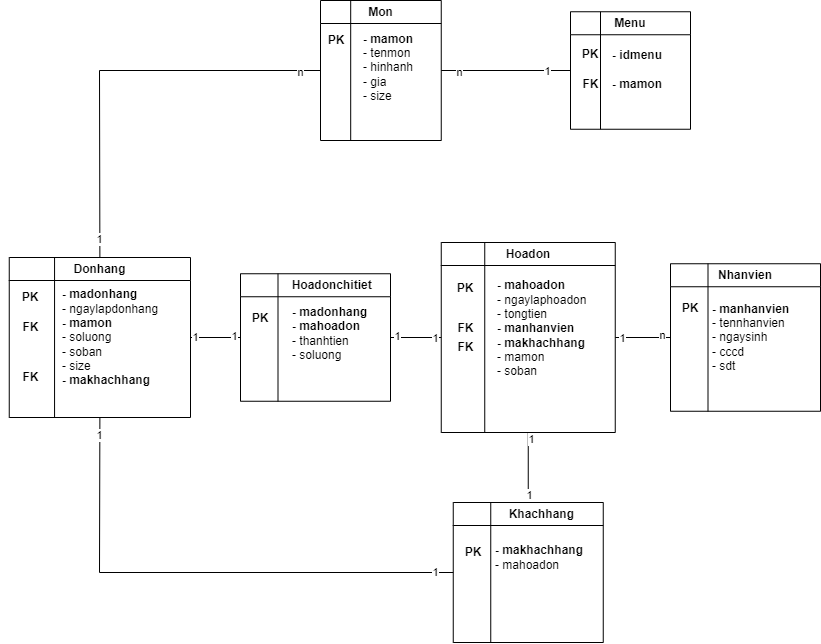 Mon
PK - mamon
- tenmon
- hinhanh
- gia
- size
Menu
PK - idmenu
FK - mamon
n
n
1
1
Donhang
PK - madonhang
- ngaylapdonhang
FK - mamon
- soluong
- soban
- size
FK - makhachhang
1
1
Hoadonchitiet
PK - madonhang
- mahoadon
- thanhtien
- soluong
1
1
Hoadon
PK - mahoadon
- ngaylaphoadon
- tongtien
FK - manhanvien
FK - makhachhang
- mamon
- soban
1
n
Nhanvien
PK - manhanvien
- tennhanvien
- ngaysinh
- cccd
- sdt
1
1
1
1
Khachhang
PK - makhachhang
- mahoadon